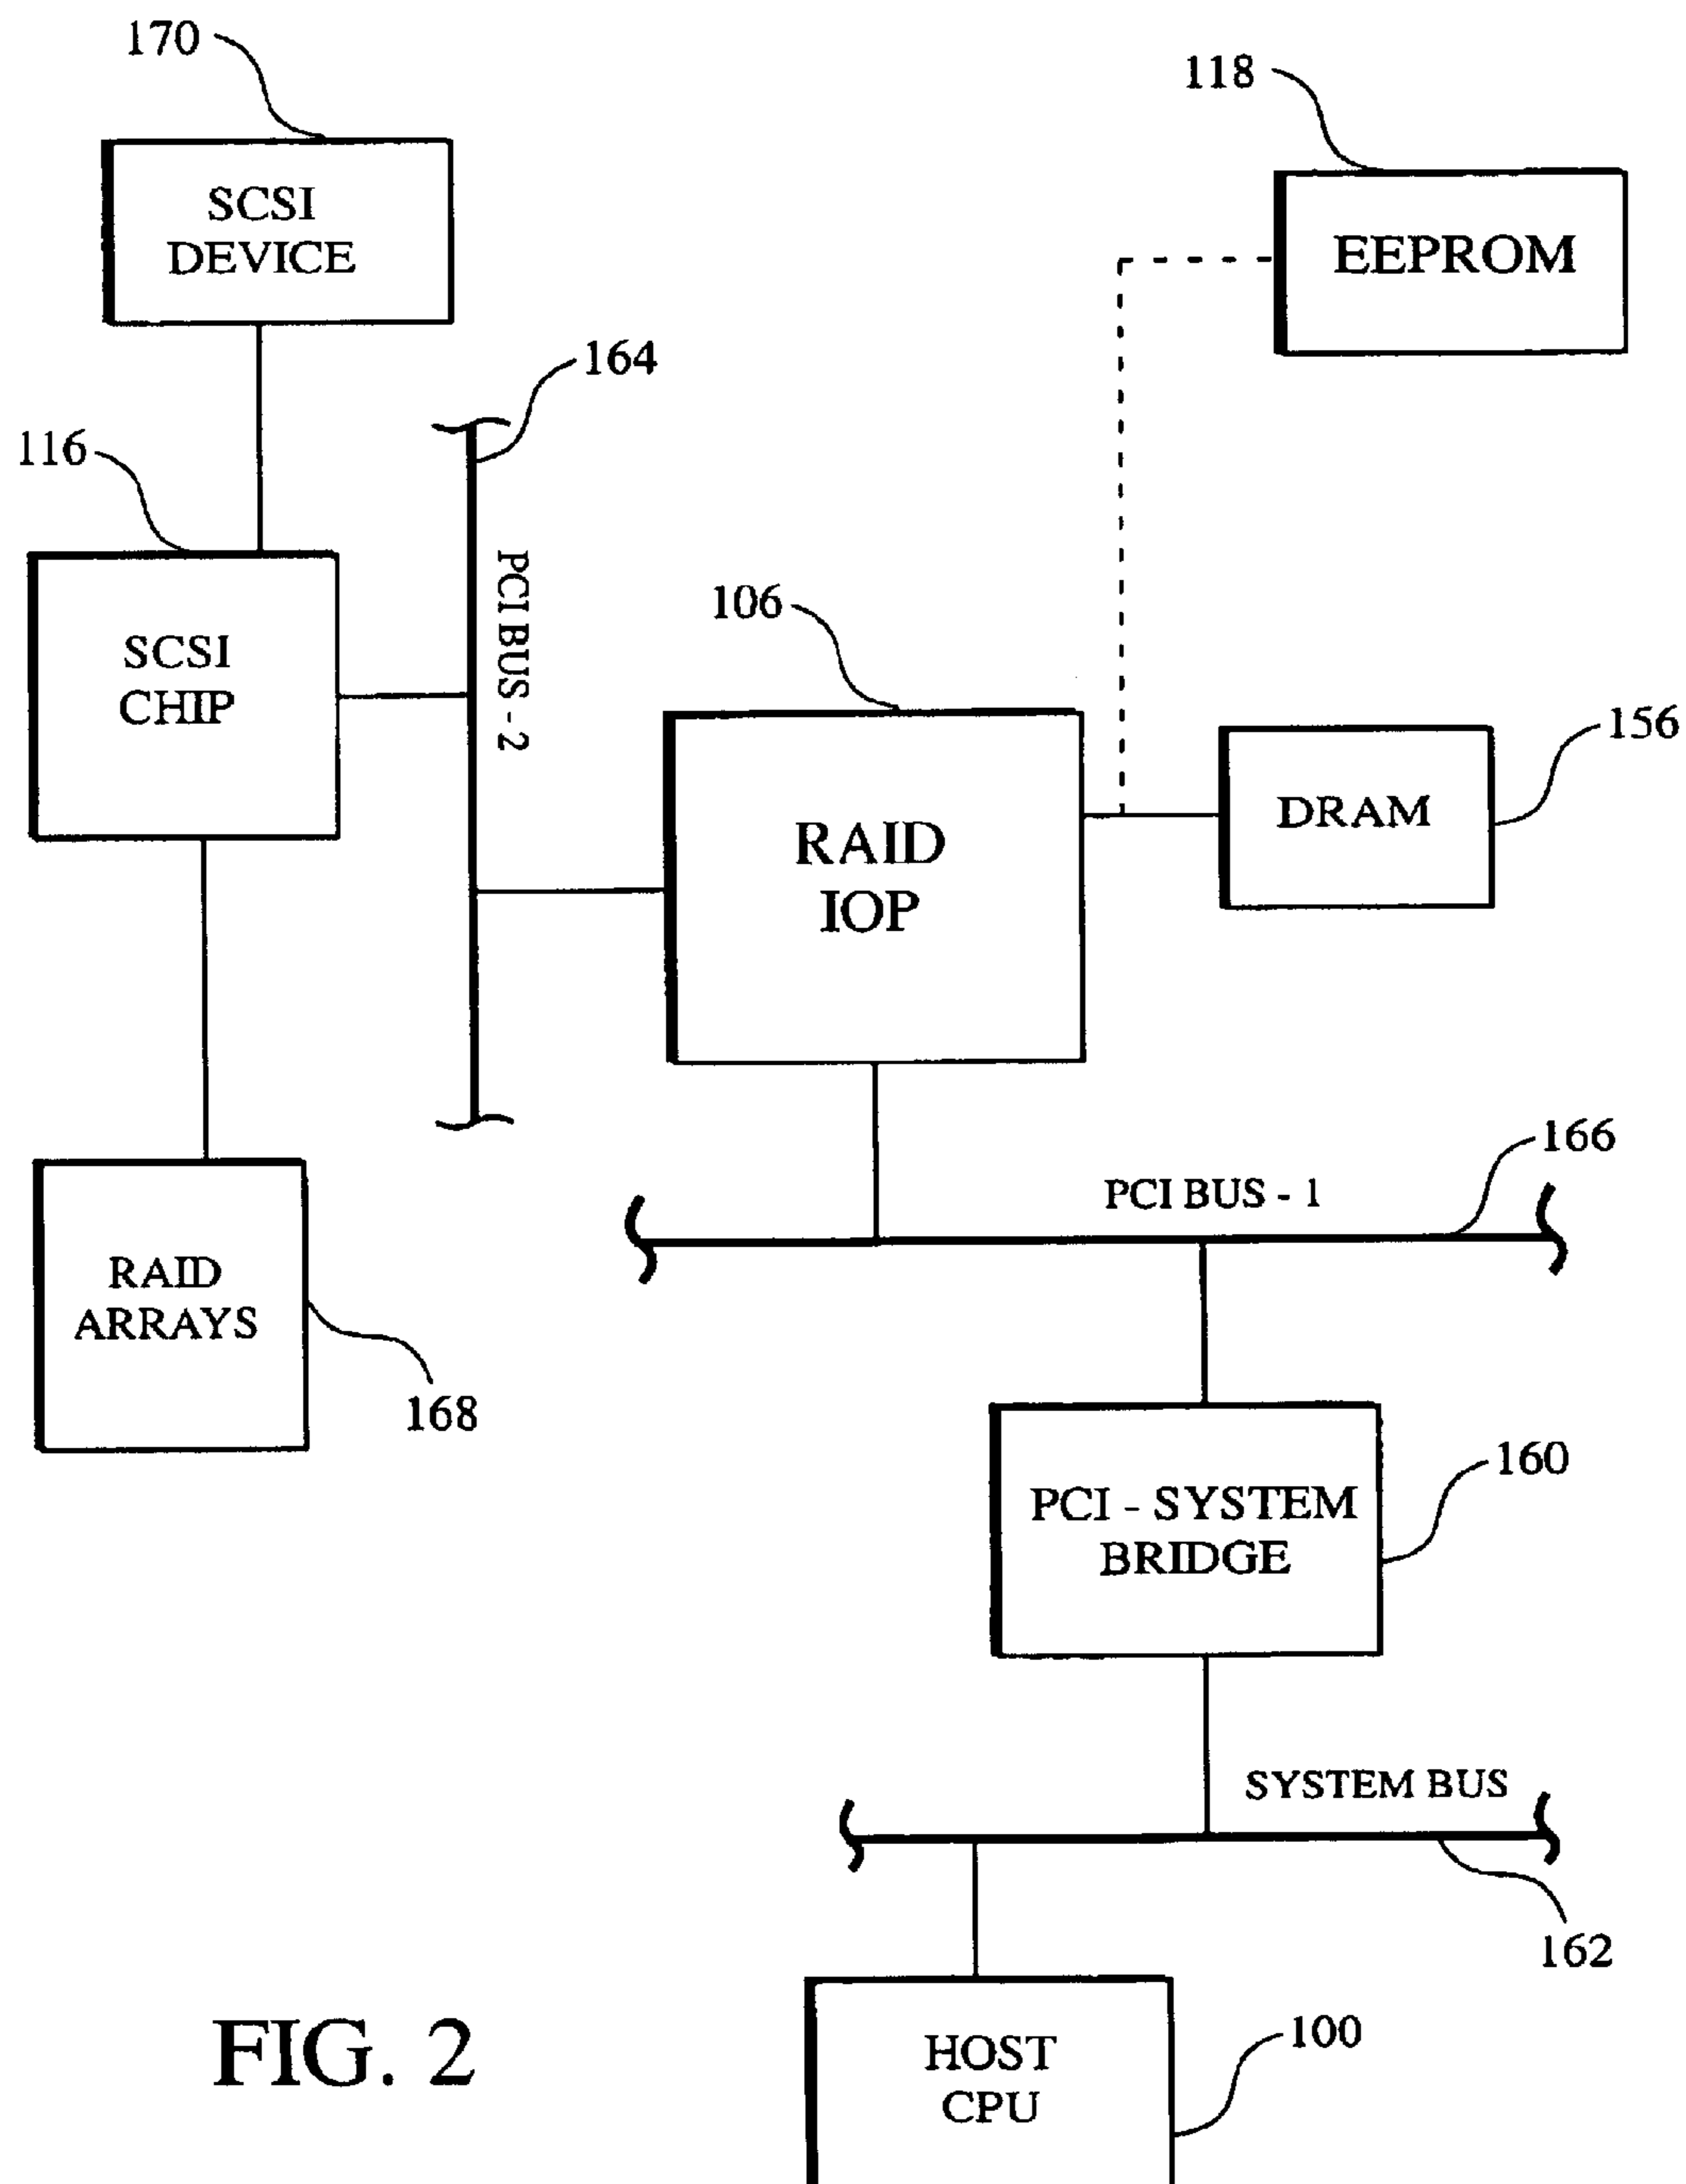 170
118
SCSI
DEVICE
EEPROM
164
116
PCI BUS - 2
106
SCSI
CHIP
156
RAID
IOP
DRAM
166
PCI BUS - 1
RAID
ARRAYS
168
160
PCI - SYSTEM
BRIDGE
SYSTEM BUS
162
100
HOST
CPU
FIG. 2